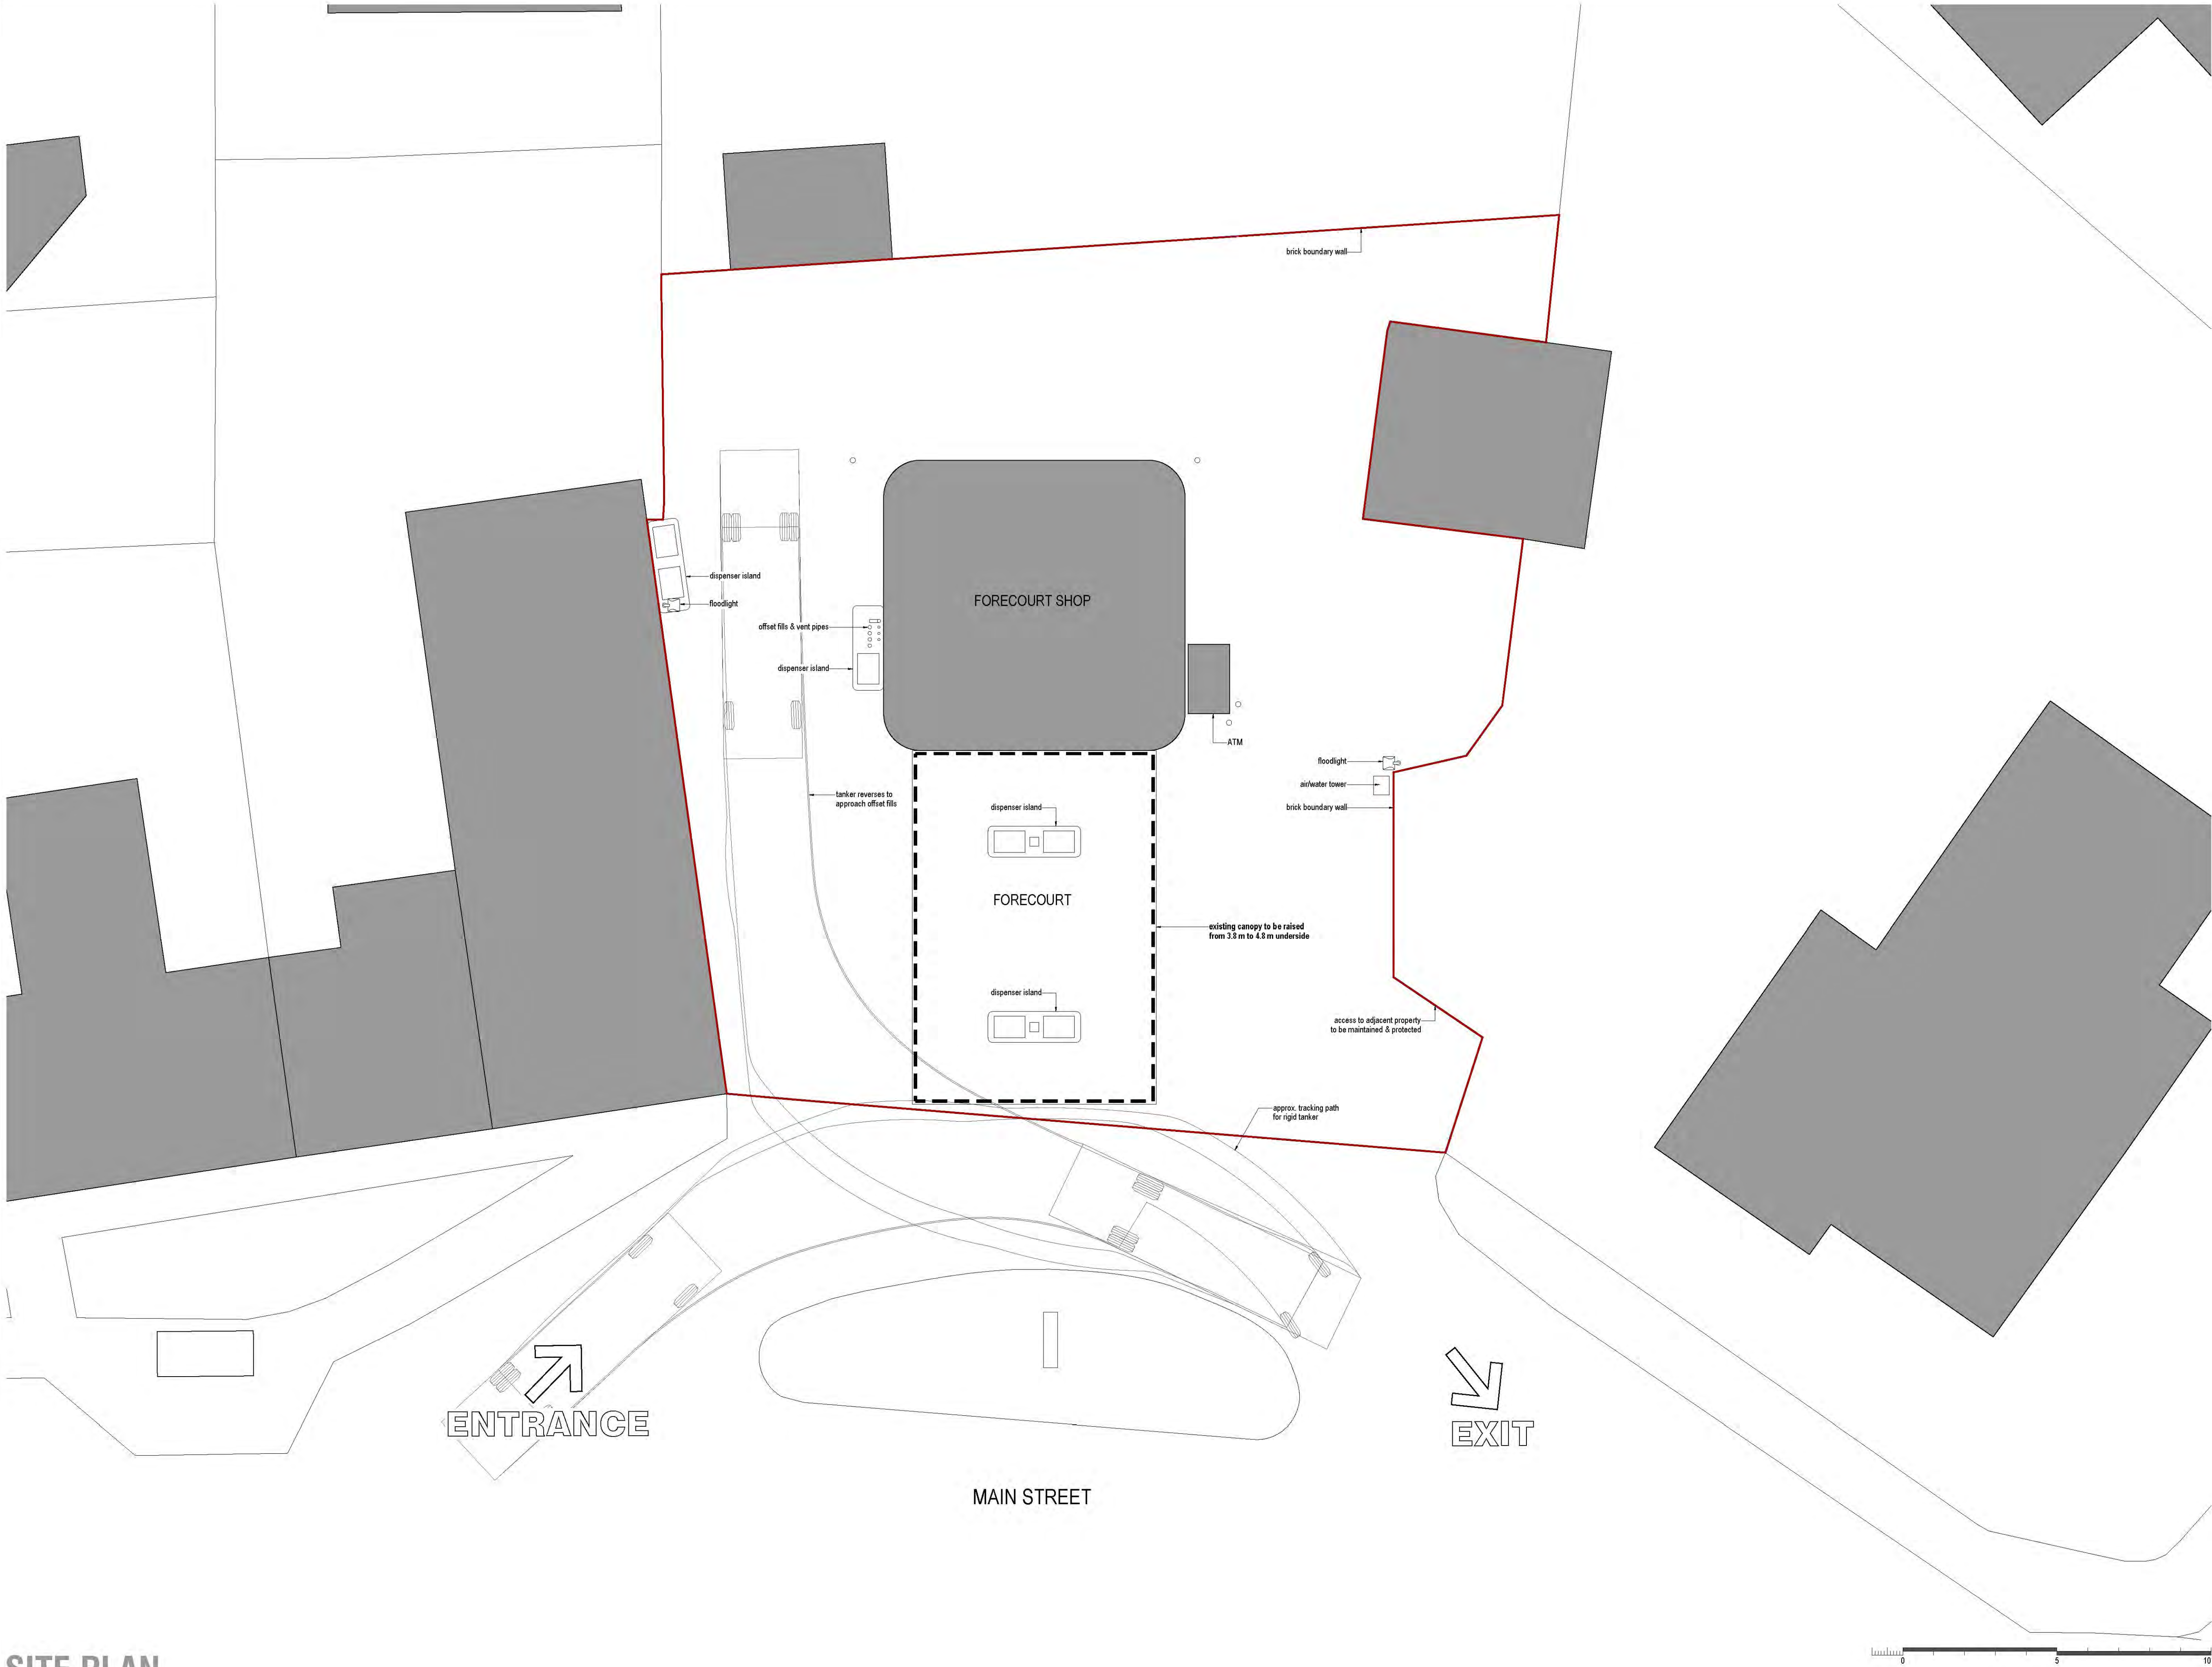 brick boundary wall
dispenser island
floodlight
FORECOURT SHOP
offset fills & vent pipes
dispenser island
ATM
floodlight
air/water tower
tanker reverses to
approach offset fills
dispenser island
brick boundary wall
FORECOURT
existing canopy to be raised
from 3.8 m to 4.8 m underside
dispenser island
access to adjacent property
to be maintained & protected
approx. tracking path
for rigid tanker
ENTRANCE
EXIT
MAIN STREET
SITE PLAN
0 5 10